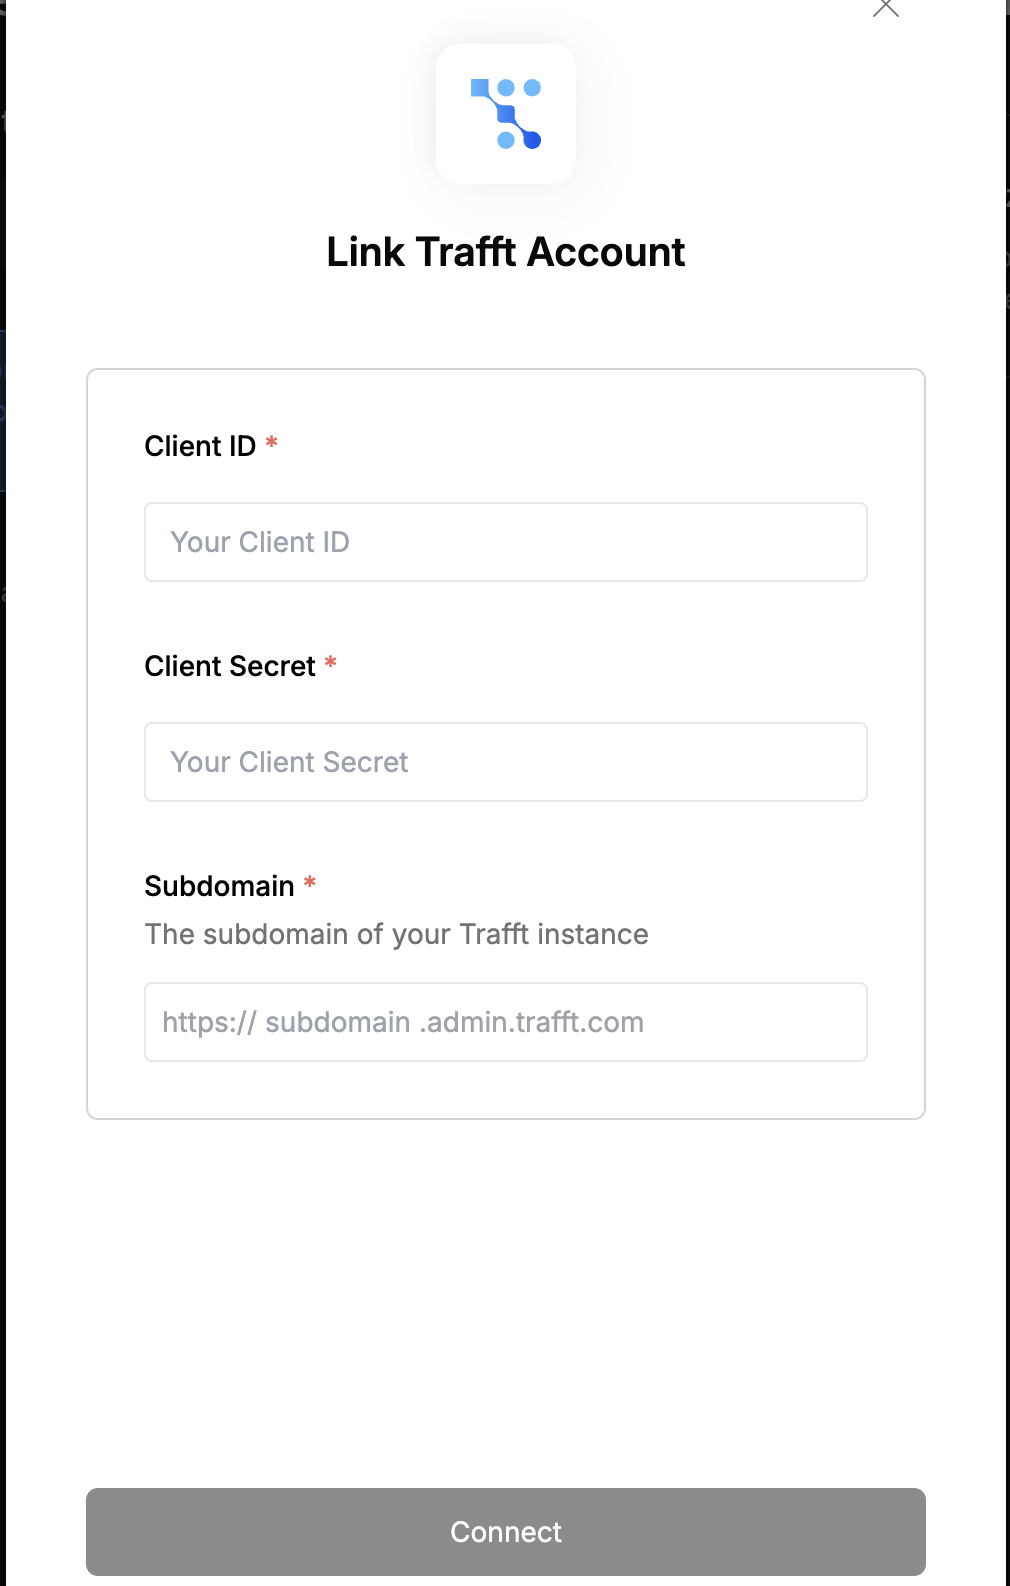 Link Trafft Account
Client ID *
Your Client ID
Client Secret *
Your Client Secret
Subdomain *
The subdomain of your Trafft instance
https:// subdomain .admin.trafft.com
Connect